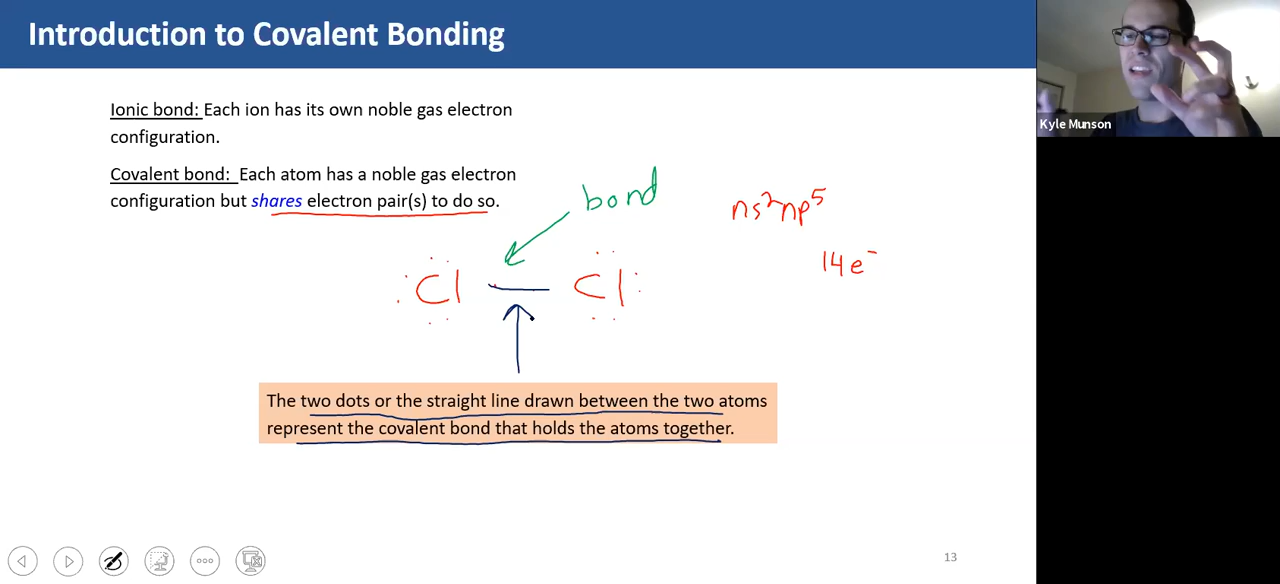 Introduction to Covalent Bonding
Kyle Munson
Ionic bond: Each ion has its own noble gas electron
configuration.
Covalent bond: Each atom has a noble gas electron
configuration but shares electron pair(s) to do so.
bond
ns²np⁵
14e⁻
:Cl — Cl:
The two dots or the straight line drawn between the two atoms
represent the covalent bond that holds the atoms together.
13